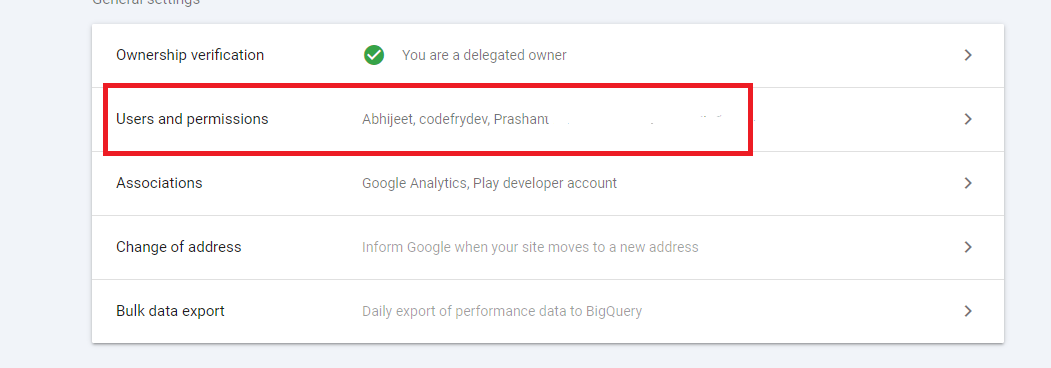 General settings
Ownership verification You are a delegated owner
Users and permissions Abhijeet, codefrydev, Prashant
Associations Google Analytics, Play developer account
Change of address Inform Google when your site moves to a new address
Bulk data export Daily export of performance data to BigQuery